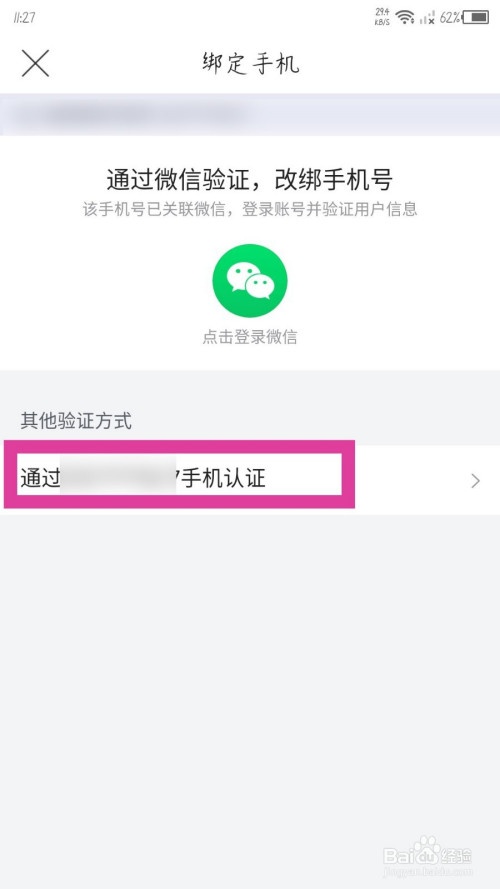 11:27
29.4
KB/S
62%
绑定手机
通过微信验证，改绑手机号
该手机号已关联微信，登录账号并验证用户信息
点击登录微信
其他验证方式
通过 7手机认证
Baidu经验
jingyan.baidu.com